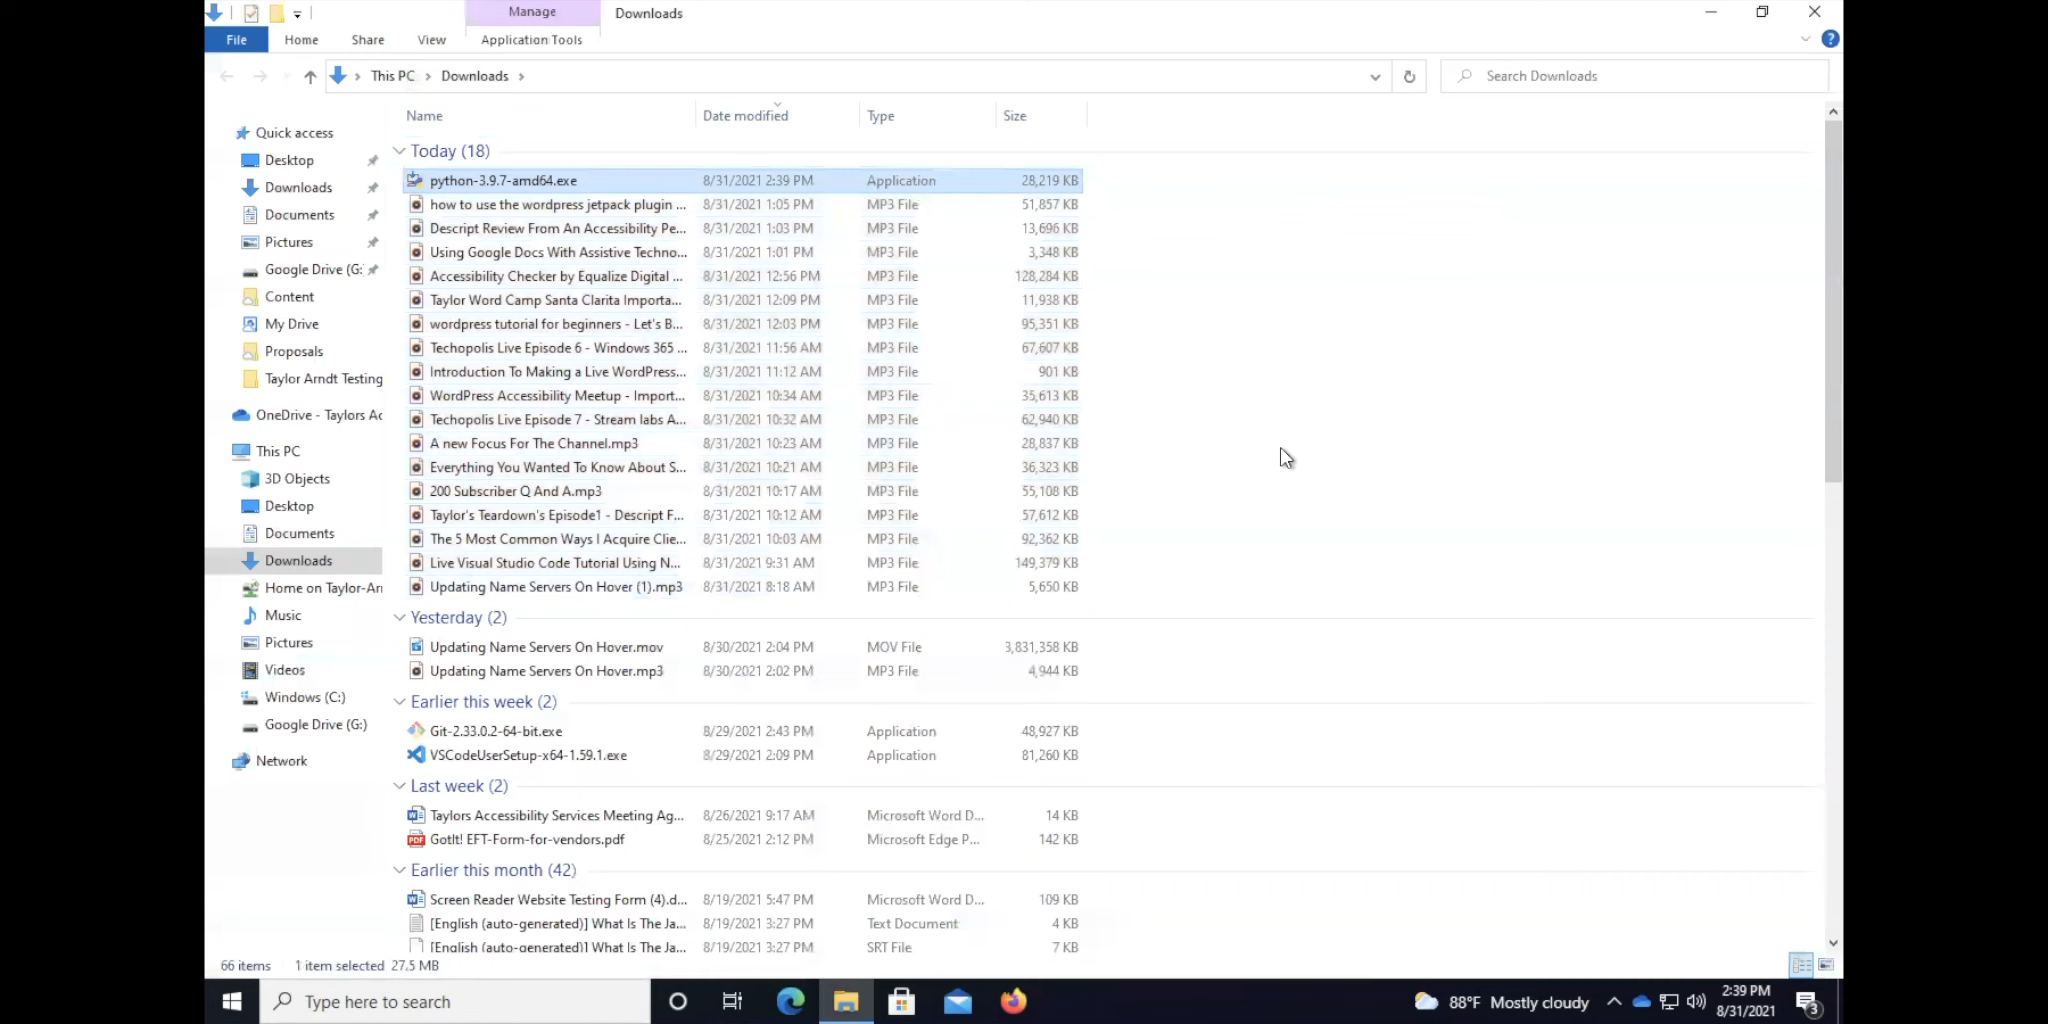 Manage
Downloads
File
Home
Share
View
Application Tools
This PC
Downloads
Search Downloads
Quick access
Desktop
Downloads
Documents
Pictures
Google Drive (G:
Content
My Drive
Proposals
Taylor Arndt Testing
OneDrive - Taylors Ac
This PC
3D Objects
Desktop
Documents
Downloads
Home on Taylor-Arn
Music
Pictures
Videos
Windows (C:)
Google Drive (G:)
Network
Name Date modified Type Size
Today (18)
python-3.9.7-amd64.exe 8/31/2021 2:39 PM Application 28,219 KB
how to use the wordpress jetpack plugin ... 8/31/2021 1:05 PM MP3 File 51,857 KB
Descript Review From An Accessibility Pe... 8/31/2021 1:03 PM MP3 File 13,696 KB
Using Google Docs With Assistive Techno... 8/31/2021 1:01 PM MP3 File 3,348 KB
Accessibility Checker by Equalize Digital ... 8/31/2021 12:56 PM MP3 File 128,284 KB
Taylor Word Camp Santa Clarita Importa... 8/31/2021 12:09 PM MP3 File 11,938 KB
wordpress tutorial for beginners - Let's B... 8/31/2021 12:03 PM MP3 File 95,351 KB
Techopolis Live Episode 6 - Windows 365 ... 8/31/2021 11:56 AM MP3 File 67,607 KB
Introduction To Making a Live WordPress... 8/31/2021 11:12 AM MP3 File 901 KB
WordPress Accessibility Meetup - Import... 8/31/2021 10:34 AM MP3 File 35,613 KB
Techopolis Live Episode 7 - Stream labs A... 8/31/2021 10:32 AM MP3 File 62,940 KB
A new Focus For The Channel.mp3 8/31/2021 10:23 AM MP3 File 28,837 KB
Everything You Wanted To Know About S... 8/31/2021 10:21 AM MP3 File 36,323 KB
200 Subscriber Q And A.mp3 8/31/2021 10:17 AM MP3 File 55,108 KB
Taylor's Teardown's Episode1 - Descript F... 8/31/2021 10:12 AM MP3 File 57,612 KB
The 5 Most Common Ways I Acquire Clie... 8/31/2021 10:03 AM MP3 File 92,362 KB
Live Visual Studio Code Tutorial Using N... 8/31/2021 9:31 AM MP3 File 149,379 KB
Updating Name Servers On Hover (1).mp3 8/31/2021 8:18 AM MP3 File 5,650 KB
Yesterday (2)
Updating Name Servers On Hover.mov 8/30/2021 2:04 PM MOV File 3,831,358 KB
Updating Name Servers On Hover.mp3 8/30/2021 2:02 PM MP3 File 4,944 KB
Earlier this week (2)
Git-2.33.0.2-64-bit.exe 8/29/2021 2:43 PM Application 48,927 KB
VSCodeUserSetup-x64-1.59.1.exe 8/29/2021 2:09 PM Application 81,260 KB
Last week (2)
Taylors Accessibility Services Meeting Ag... 8/26/2021 9:17 AM Microsoft Word D... 14 KB
GotIt! EFT-Form-for-vendors.pdf 8/25/2021 2:12 PM Microsoft Edge P... 142 KB
Earlier this month (42)
Screen Reader Website Testing Form (4).d... 8/19/2021 5:47 PM Microsoft Word D... 109 KB
[English (auto-generated)] What Is The Ja... 8/19/2021 3:27 PM Text Document 4 KB
[English (auto-generated)] What Is The Ja... 8/19/2021 3:27 PM SRT File 7 KB
66 items 1 item selected 27.5 MB
Type here to search
88°F Mostly cloudy
2:39 PM
8/31/2021
3